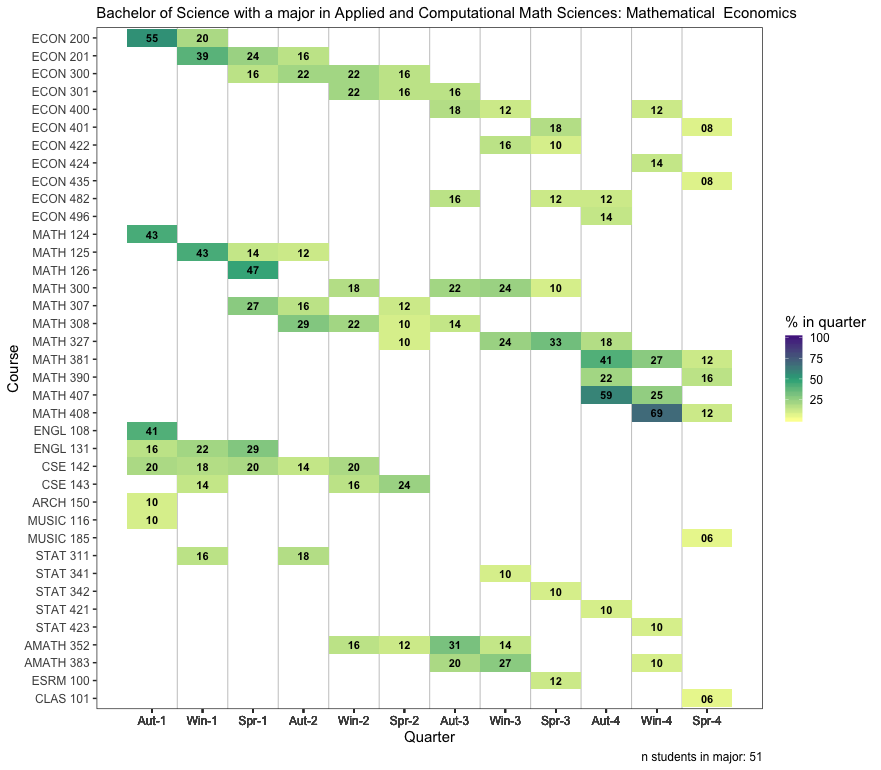 Bachelor of Science with a major in Applied and Computational Math Sciences: Mathematical  Economics
ECON 200 55 20
ECON 201 39 24 16
ECON 300 16 22 22 16
ECON 301 22 16 16
ECON 400 18 12 12
ECON 401 18 08
ECON 422 16 10
ECON 424 14
ECON 435 08
ECON 482 16 12 12
ECON 496 14
MATH 124 43
MATH 125 43 14 12
MATH 126 47
MATH 300 18 22 24 10
MATH 307 27 16 12
MATH 308 29 22 10 14
MATH 327 10 24 33 18
MATH 381 41 27 12
MATH 390 22 16
MATH 407 59 25
MATH 408 69 12
ENGL 108 41
ENGL 131 16 22 29
CSE 142 20 18 20 14 20
CSE 143 14 16 24
ARCH 150 10
MUSIC 116 10
MUSIC 185 06
STAT 311 16 18
STAT 341 10
STAT 342 10
STAT 421 10
STAT 423 10
AMATH 352 16 12 31 14
AMATH 383 20 27 10
ESRM 100 12
CLAS 101 06
Aut-1 Win-1 Spr-1 Aut-2 Win-2 Spr-2 Aut-3 Win-3 Spr-3 Aut-4 Win-4 Spr-4
Quarter
Course
% in quarter
100
75
50
25
n students in major: 51